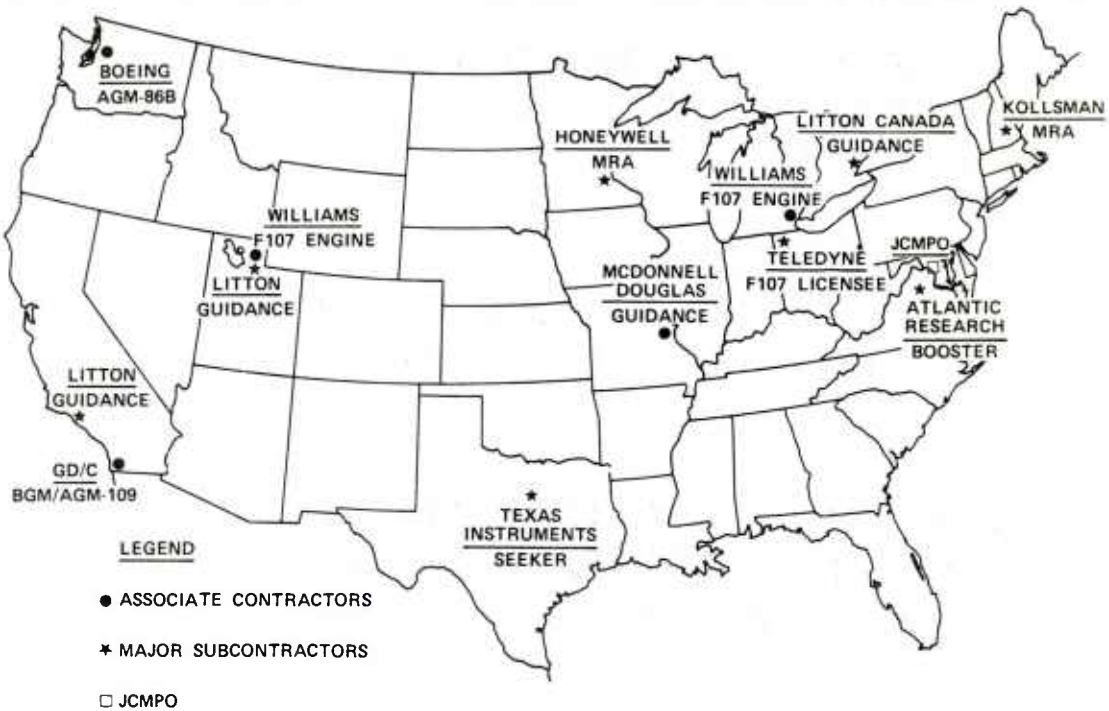 BOEING
AGM-86B
HONEYWELL
MRA
LITTON CANADA
GUIDANCE
KOLLSMAN
MRA
WILLIAMS
F107 ENGINE
WILLIAMS
F107 ENGINE
LITTON
GUIDANCE
MCDONNELL
DOUGLAS
GUIDANCE
TELEDYNE
F107 LICENSEE
JCMPO
ATLANTIC
RESEARCH
BOOSTER
LITTON
GUIDANCE
GD/C
BGM/AGM-109
TEXAS
INSTRUMENTS
SEEKER
LEGEND
● ASSOCIATE CONTRACTORS
★ MAJOR SUBCONTRACTORS
□ JCMPO